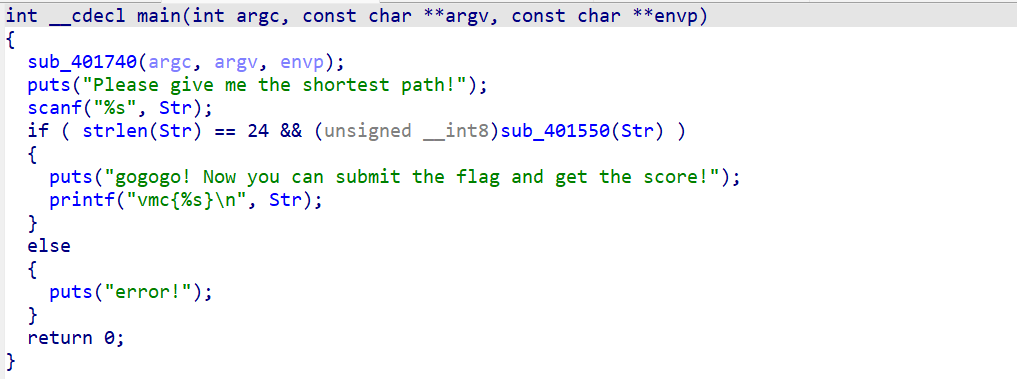 int __cdecl main(int argc, const char **argv, const char **envp)
{
  sub_401740(argc, argv, envp);
  puts("Please give me the shortest path!");
  scanf("%s", Str);
  if ( strlen(Str) == 24 && (unsigned __int8)sub_401550(Str) )
  {
    puts("gogogo! Now you can submit the flag and get the score!");
    printf("vmc{%s}\n", Str);
  }
  else
  {
    puts("error!");
  }
  return 0;
}